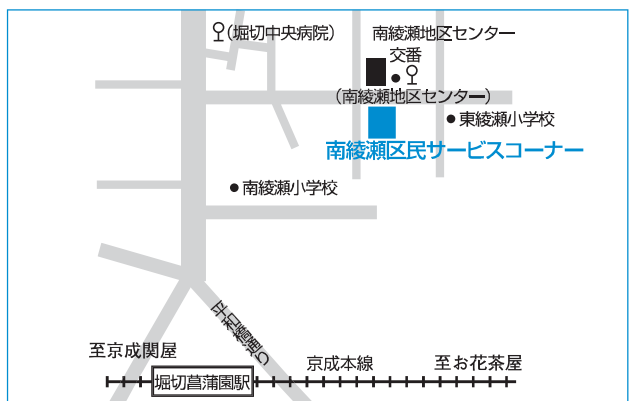 (堀切中央病院)
南綾瀬地区センター
交番
(南綾瀬地区センター)
東綾瀬小学校
南綾瀬区民サービスコーナー
南綾瀬小学校
平和橋通り
至京成関屋
京成本線
至お花茶屋
堀切菖蒲園駅